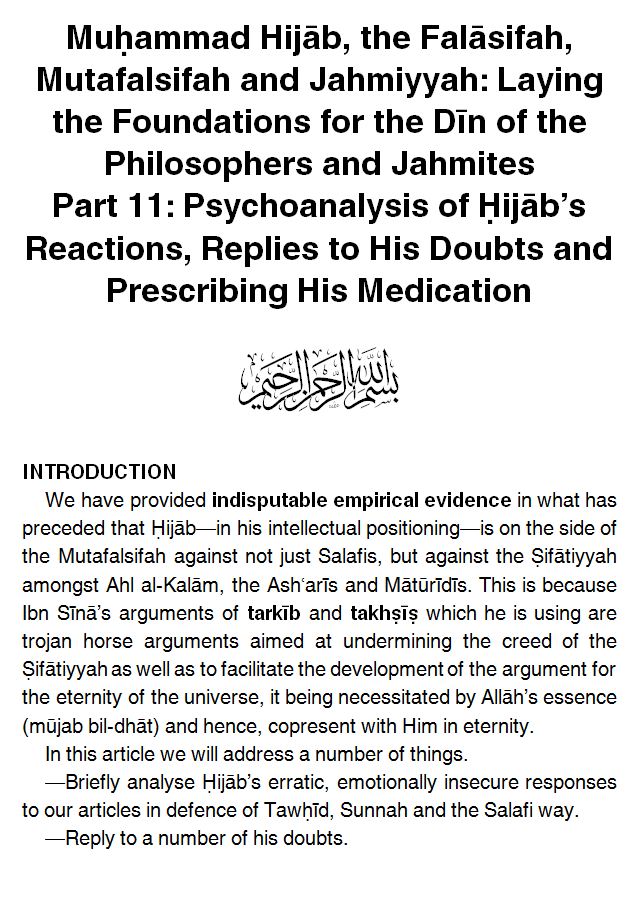 Muḥammad Hijāb, the Falāsifah,
Mutafalsifah and Jahmiyyah: Laying
the Foundations for the Dīn of the
Philosophers and Jahmites
Part 11: Psychoanalysis of Ḥijāb’s
Reactions, Replies to His Doubts and
Prescribing His Medication
بسم الله الرحمن الرحيم
INTRODUCTION
We have provided indisputable empirical evidence in what has
preceded that Ḥijāb—in his intellectual positioning—is on the side of
the Mutafalsifah against not just Salafis, but against the Ṣifātiyyah
amongst Ahl al-Kalām, the Ashʿarīs and Mātūrīdīs. This is because
Ibn Sīnā’s arguments of tarkīb and takhṣīṣ which he is using are
trojan horse arguments aimed at undermining the creed of the
Ṣifātiyyah as well as to facilitate the development of the argument for
the eternity of the universe, it being necessitated by Allāh’s essence
(mūjab bil-dhāt) and hence, copresent with Him in eternity.
In this article we will address a number of things.
—Briefly analyse Ḥijāb’s erratic, emotionally insecure responses
to our articles in defence of Tawḥīd, Sunnah and the Salafi way.
—Reply to a number of his doubts.